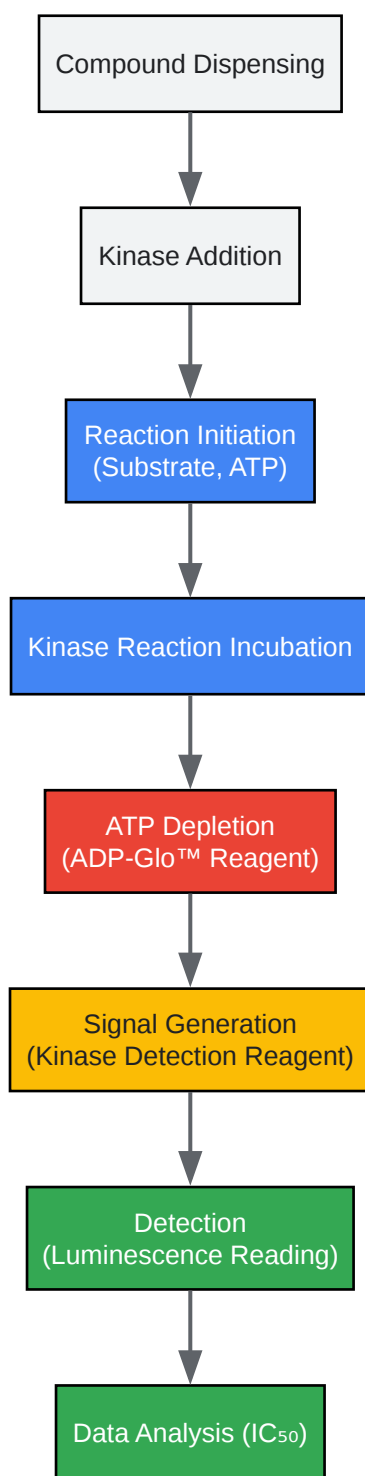 Compound Dispensing
Kinase Addition
Reaction Initiation
(Substrate, ATP)
Kinase Reaction Incubation
ATP Depletion
(ADP-Glo™ Reagent)
Signal Generation
(Kinase Detection Reagent)
Detection
(Luminescence Reading)
Data Analysis (IC₅₀)